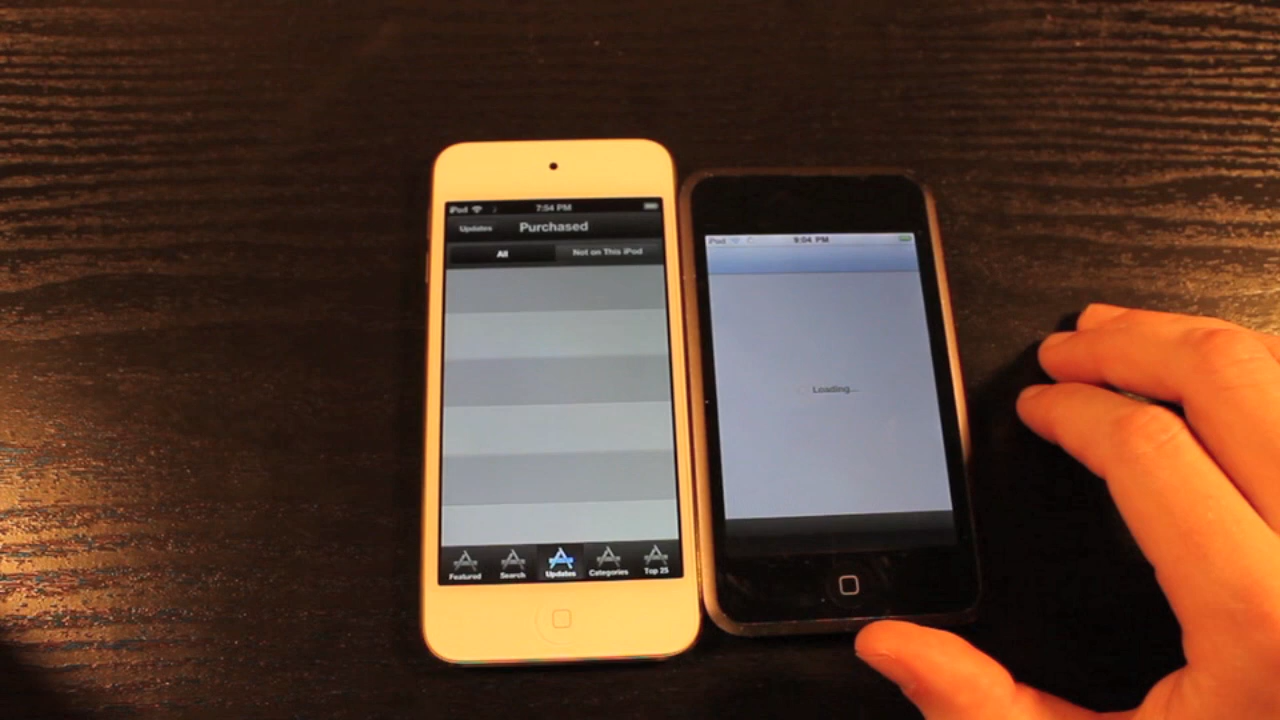 iPod 7:54 PM
Updates Purchased
All Not on This iPod
Featured Search Updates Categories Top 25
iPod 9:04 PM
Loading...